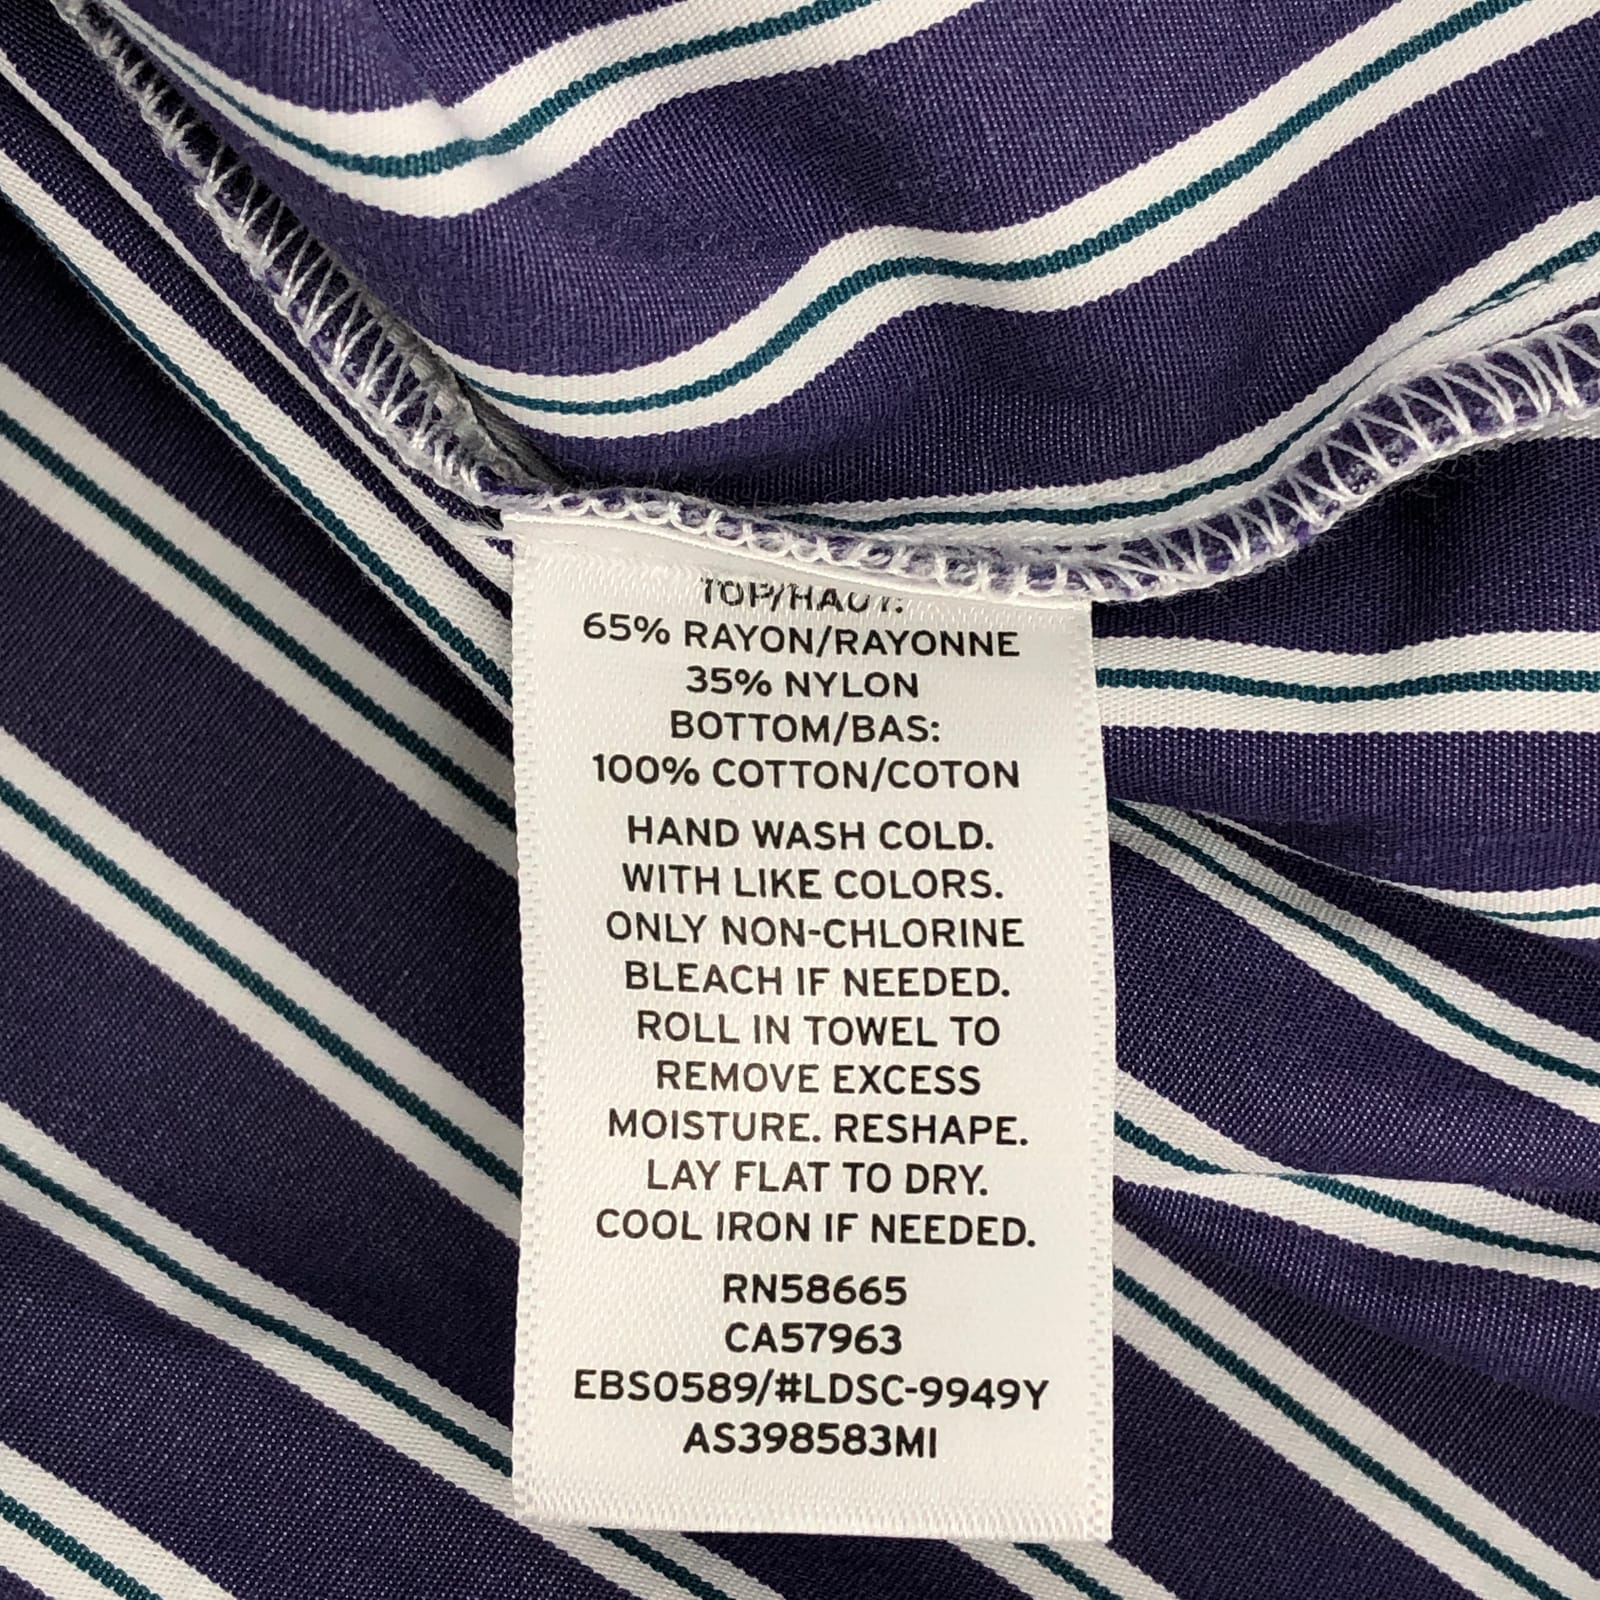 TOP/HAUT:
65% RAYON/RAYONNE
35% NYLON
BOTTOM/BAS:
100% COTTON/COTON
HAND WASH COLD.
WITH LIKE COLORS.
ONLY NON-CHLORINE
BLEACH IF NEEDED.
ROLL IN TOWEL TO
REMOVE EXCESS
MOISTURE. RESHAPE.
LAY FLAT TO DRY.
COOL IRON IF NEEDED.
RN58665
CA57963
EBS0589/#LDSC-9949Y
AS398583MI